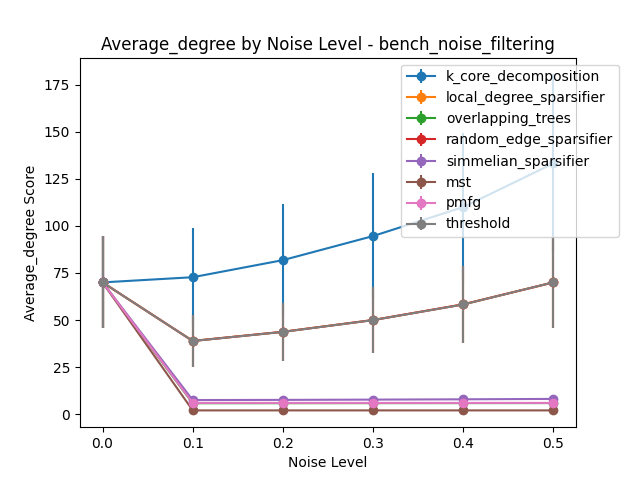 Average_degree by Noise Level - bench_noise_filtering
Average_degree Score
175
150
125
100
75
50
25
0
k_core_decomposition
local_degree_sparsifier
overlapping_trees
random_edge_sparsifier
simmelian_sparsifier
mst
pmfg
threshold
0.0
0.1
0.2
0.3
0.4
0.5
Noise Level